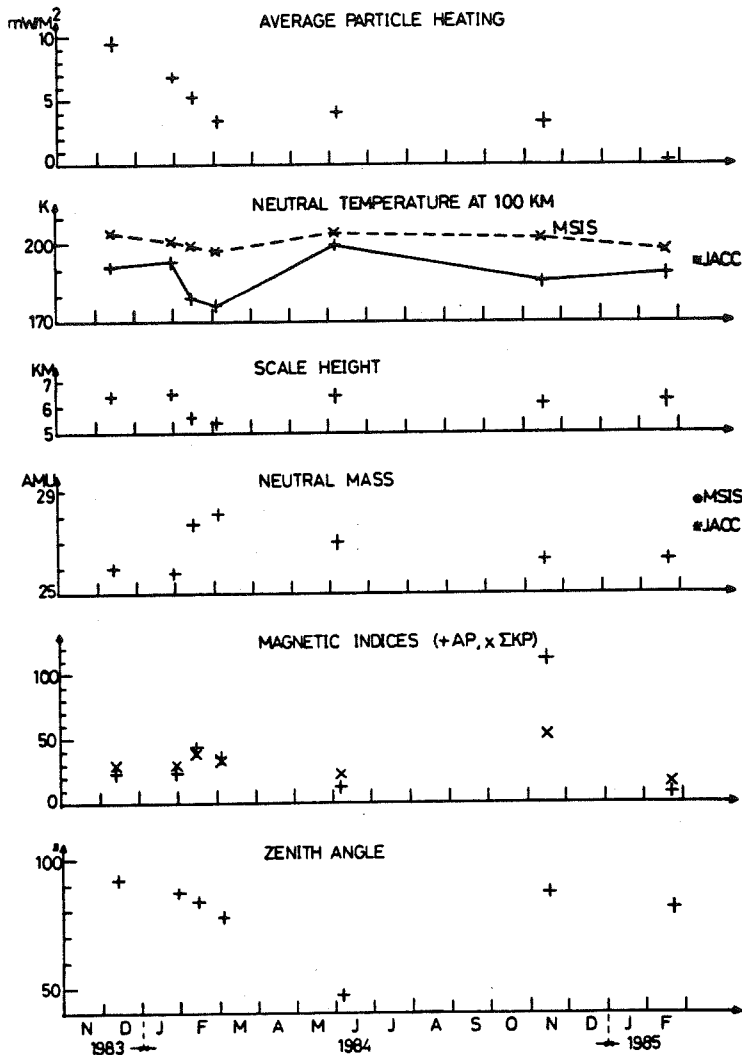 mW/M2
AVERAGE PARTICLE HEATING
10
5
0
K
NEUTRAL TEMPERATURE AT 100 KM
MSIS
200
JACC
170
KM
SCALE HEIGHT
7
6
5
AMU
NEUTRAL MASS
29
MSIS
JACC
25
MAGNETIC INDICES (+AP, x ΣKP)
100
50
0
ZENITH ANGLE
100
50
N D J F M A M J J A S O N D J F
1983 1984 1985